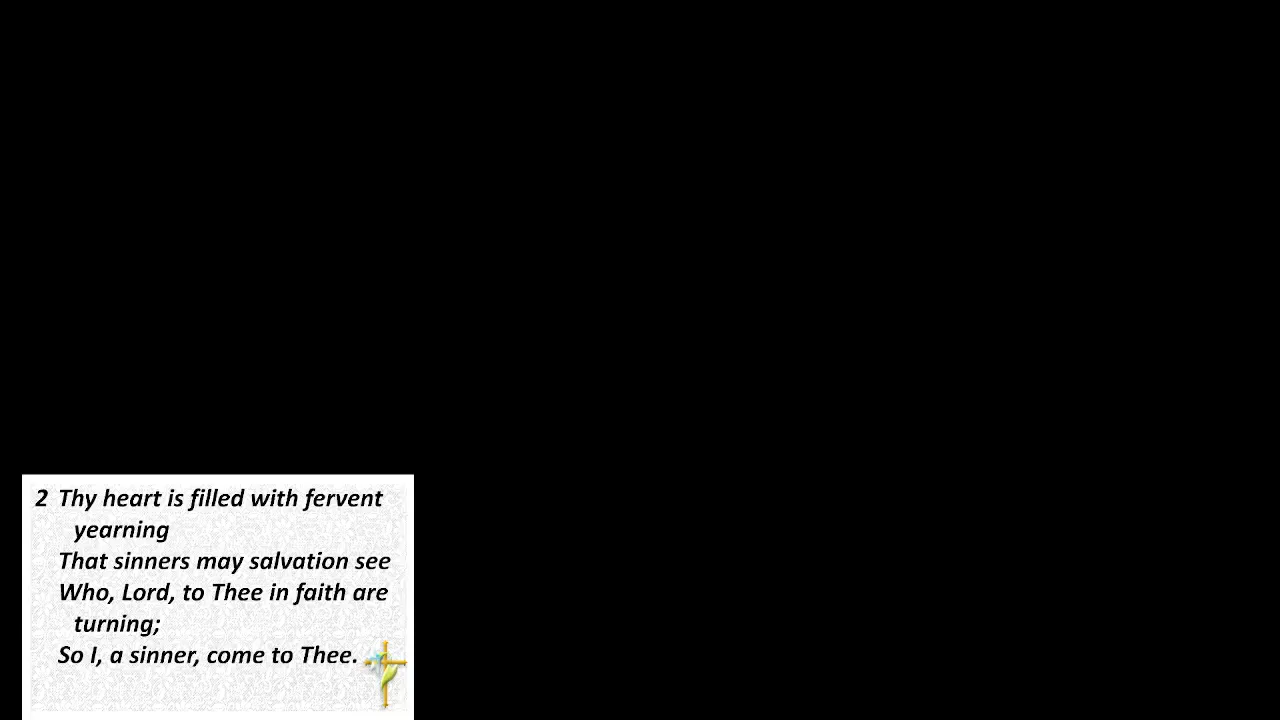 2 Thy heart is filled with fervent
yearning
That sinners may salvation see
Who, Lord, to Thee in faith are
turning;
So I, a sinner, come to Thee.